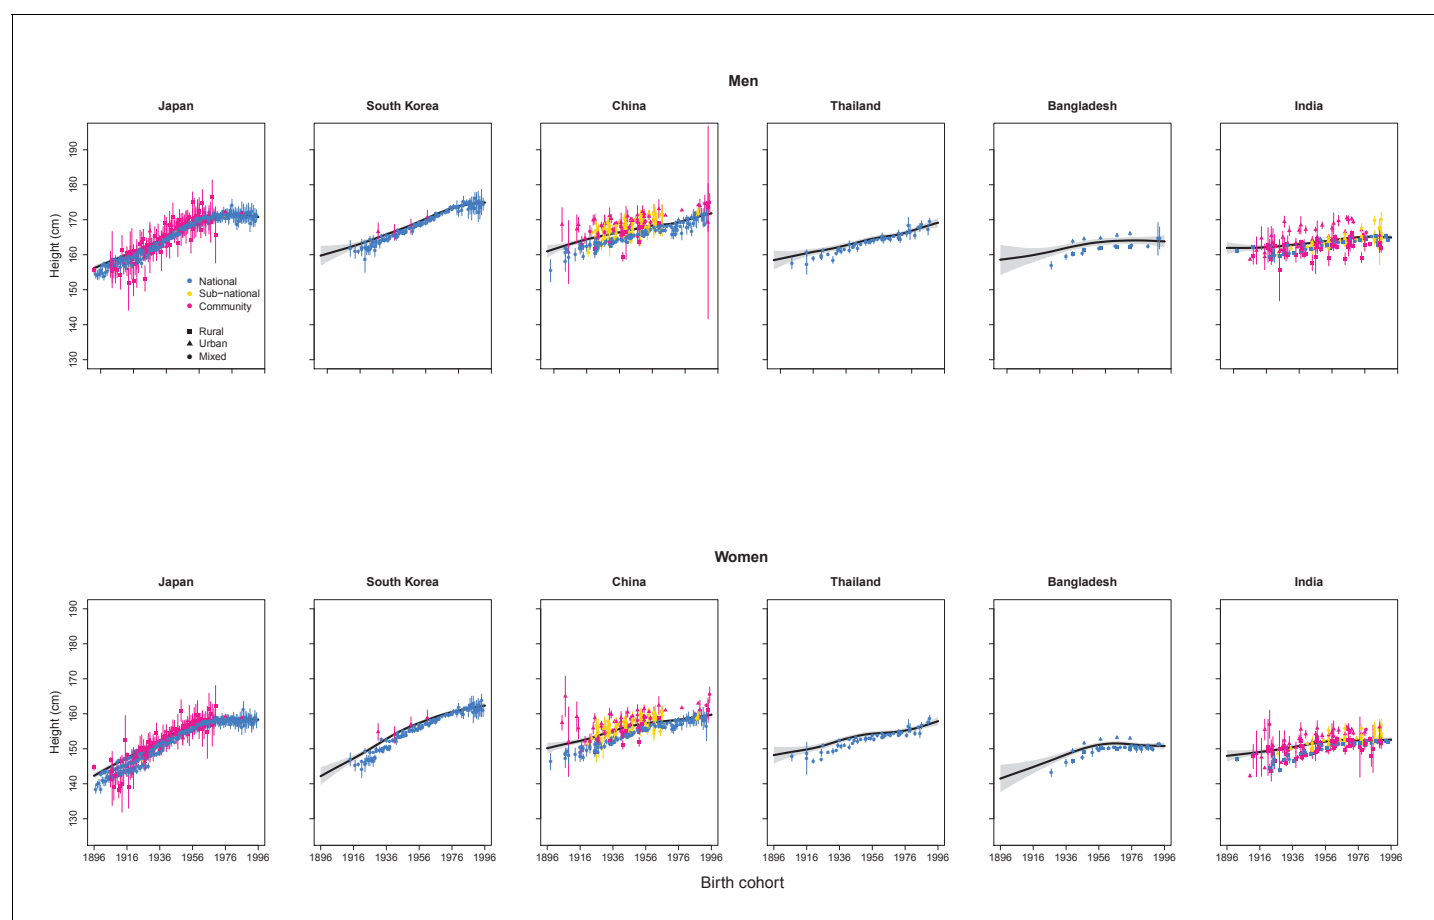 Men
Japan South Korea China Thailand Bangladesh India
Height (cm)
190
180
170
160
150
140
130
National
Sub−national
Community
Rural
Urban
Mixed
Women
Japan South Korea China Thailand Bangladesh India
Height (cm)
190
180
170
160
150
140
130
1896 1916 1936 1956 1976 1996 1896 1916 1936 1956 1976 1996 1896 1916 1936 1956 1976 1996 1896 1916 1936 1956 1976 1996 1896 1916 1936 1956 1976 1996 1896 1916 1936 1956 1976 1996
Birth cohort